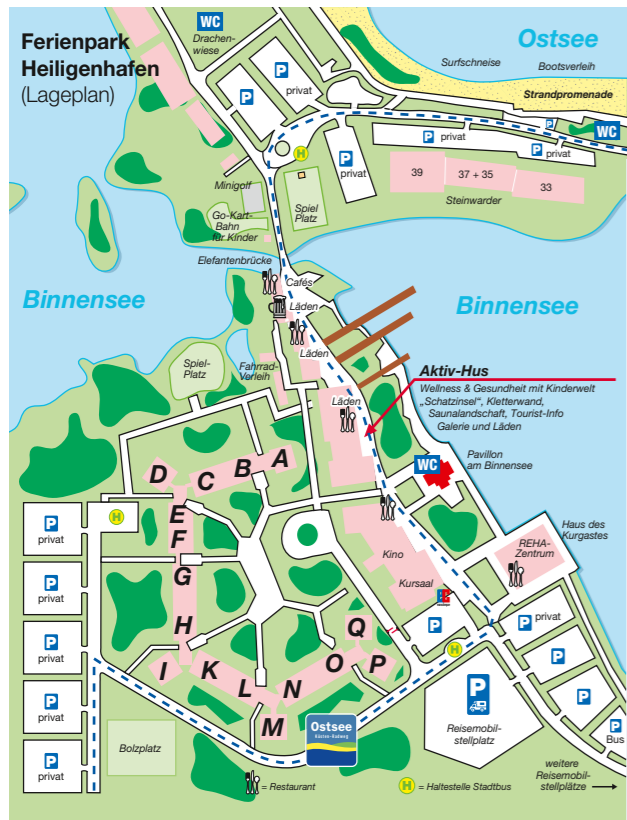 Ferienpark
Heiligenhafen
(Lageplan)
WC
Drachen-
wiese
P
privat
P
privat
Ostsee
Surfschneise
Bootsverleih
Strandpromenade
P
WC
P
privat
P
privat
P
privat
H
39
37 + 35
33
Steinwarder
Minigolf
Spiel
Platz
Go-Kart-
Bahn
für Kinder
Elefantenbrücke
Cafés
Läden
Läden
Binnensee
Binnensee
Spiel-
Platz
Fahrrad-
Verleih
Aktiv-Hus
Wellness & Gesundheit mit Kinderwelt
„Schatzinsel“, Kletterwand,
Saunalandschaft, Tourist-Info
Galerie und Läden
Läden
Pavillon
am Binnensee
WC
A
B
C
D
E
F
G
H
I
K
L
M
N
O
P
Q
H
P
privat
P
privat
P
privat
P
privat
P
privat
Kino
Kursaal
Haus des
Kurgastes
REHA-
Zentrum
P
H
P
privat
P
P
P
Bus
P
Reisemobil-
stellplatz
Bolzplatz
Ostsee
Küsten-Radweg
= Restaurant
H = Haltestelle Stadtbus
weitere
Reisemobil-
stellplätze